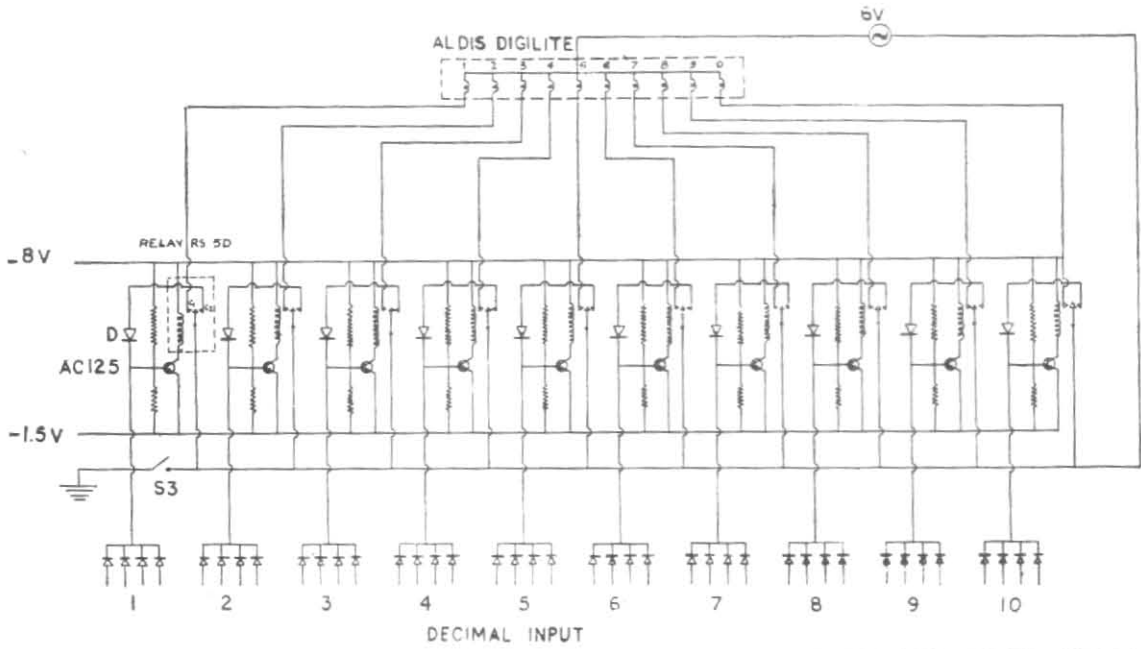 6V
ALDIS DIGILITE
1 2 3 4 5 6 7 8 9 0
RELAY RS 5D
-8V
D
AC125
-1.5V
S3
1 2 3 4 5 6 7 8 9 10
DECIMAL INPUT